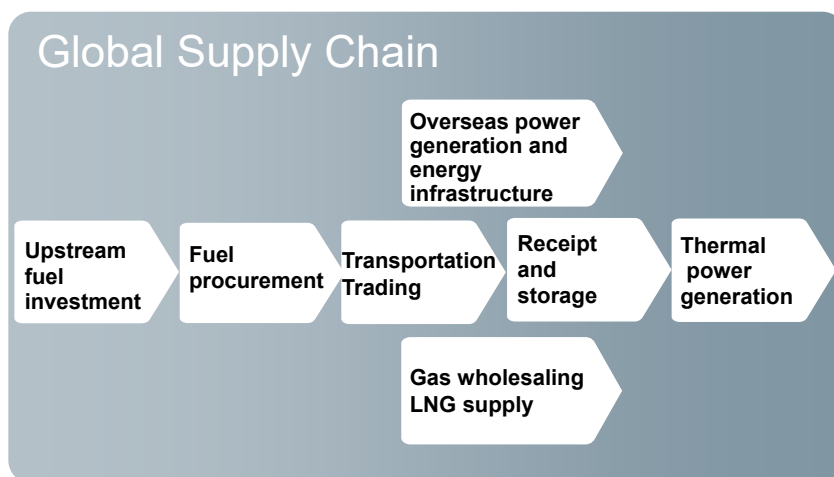 Global Supply Chain
Overseas power
generation and
energy
infrastructure
Upstream
fuel
investment
Fuel
procurement
Transportation
Trading
Receipt
and
storage
Thermal
power
generation
Gas wholesaling
LNG supply